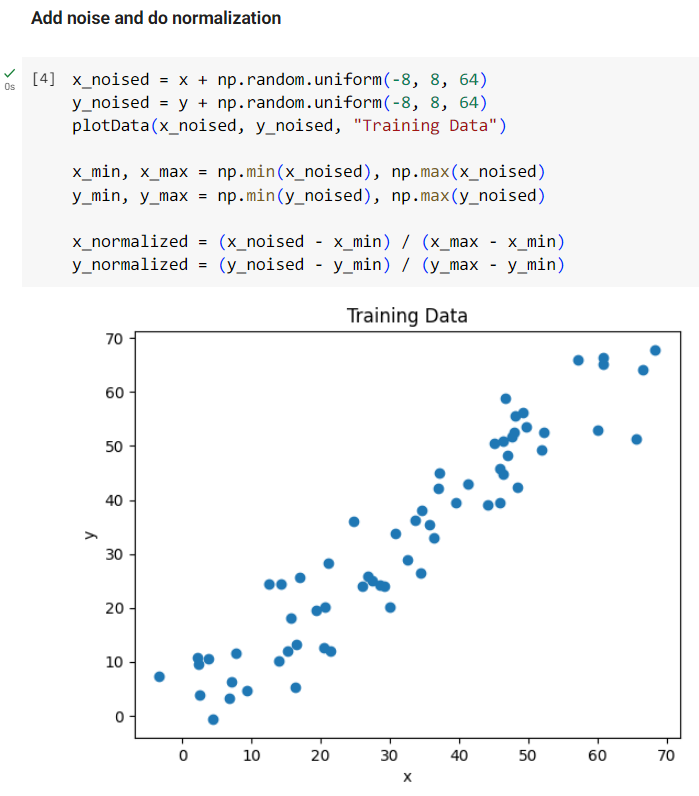 Add noise and do normalization
[4] x_noised = x + np.random.uniform(-8, 8, 64)
0s
y_noised = y + np.random.uniform(-8, 8, 64)
plotData(x_noised, y_noised, "Training Data")
x_min, x_max = np.min(x_noised), np.max(x_noised)
y_min, y_max = np.min(y_noised), np.max(y_noised)
x_normalized = (x_noised - x_min) / (x_max - x_min)
y_normalized = (y_noised - y_min) / (y_max - y_min)
Training Data
70
60
50
40
30
20
10
0
y
0 10 20 30 40 50 60 70
x